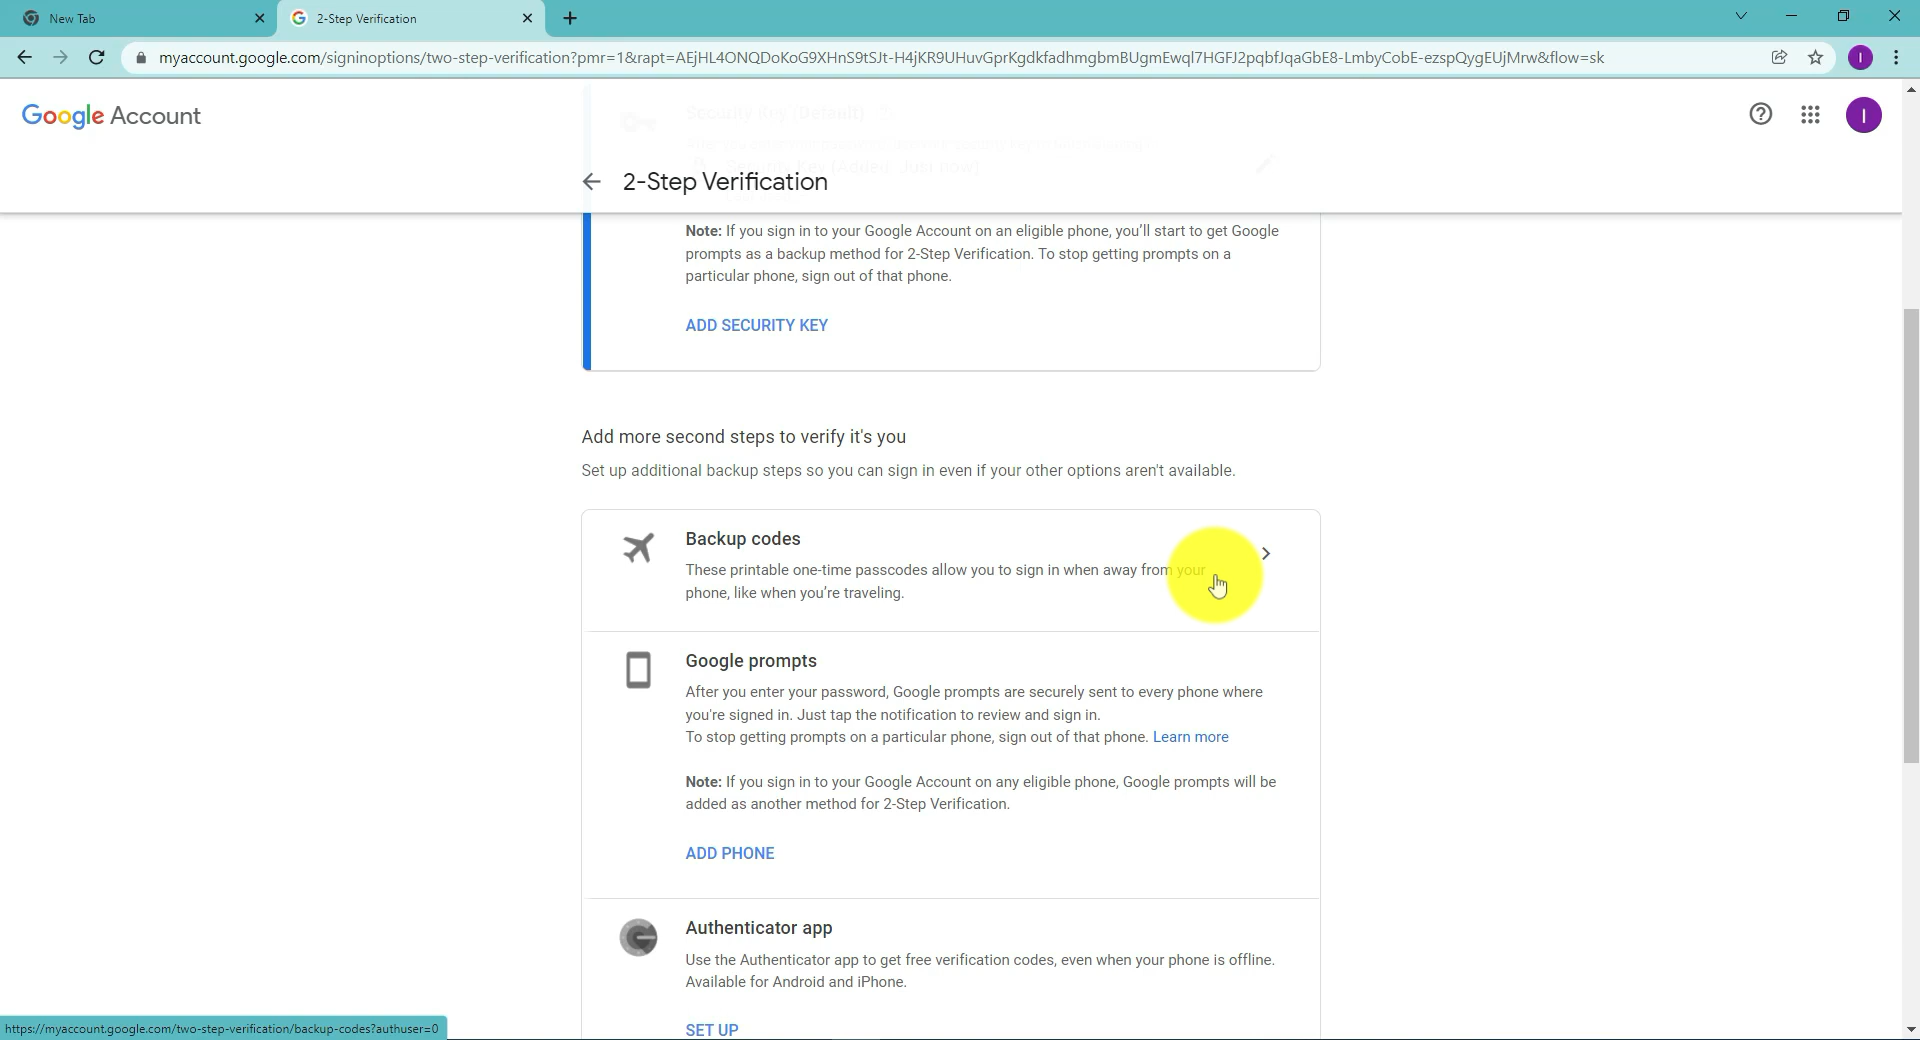 New Tab
2-Step Verification
myaccount.google.com/signinoptions/two-step-verification?pmr=1&rapt=AEjHL4ONQDoKoG9XHnS9tSJt-H4jKR9UHuvGprKgdkfadhmgbmBUgmEwql7HGFJ2pqbfJqaGbE8-LmbyCobE-ezspQygEUjMrw&flow=sk
Google Account
I
I
Security Key (Default)
Security Key (Added: Just now)
2-Step Verification
Note: If you sign in to your Google Account on an eligible phone, you'll start to get Google
prompts as a backup method for 2-Step Verification. To stop getting prompts on a
particular phone, sign out of that phone.
ADD SECURITY KEY
Add more second steps to verify it's you
Set up additional backup steps so you can sign in even if your other options aren't available.
Backup codes
These printable one-time passcodes allow you to sign in when away from your
phone, like when you're traveling.
Google prompts
After you enter your password, Google prompts are securely sent to every phone where
you're signed in. Just tap the notification to review and sign in.
To stop getting prompts on a particular phone, sign out of that phone. Learn more
Note: If you sign in to your Google Account on any eligible phone, Google prompts will be
added as another method for 2-Step Verification.
ADD PHONE
Authenticator app
Use the Authenticator app to get free verification codes, even when your phone is offline.
Available for Android and iPhone.
SET UP
https://myaccount.google.com/two-step-verification/backup-codes?authuser=0